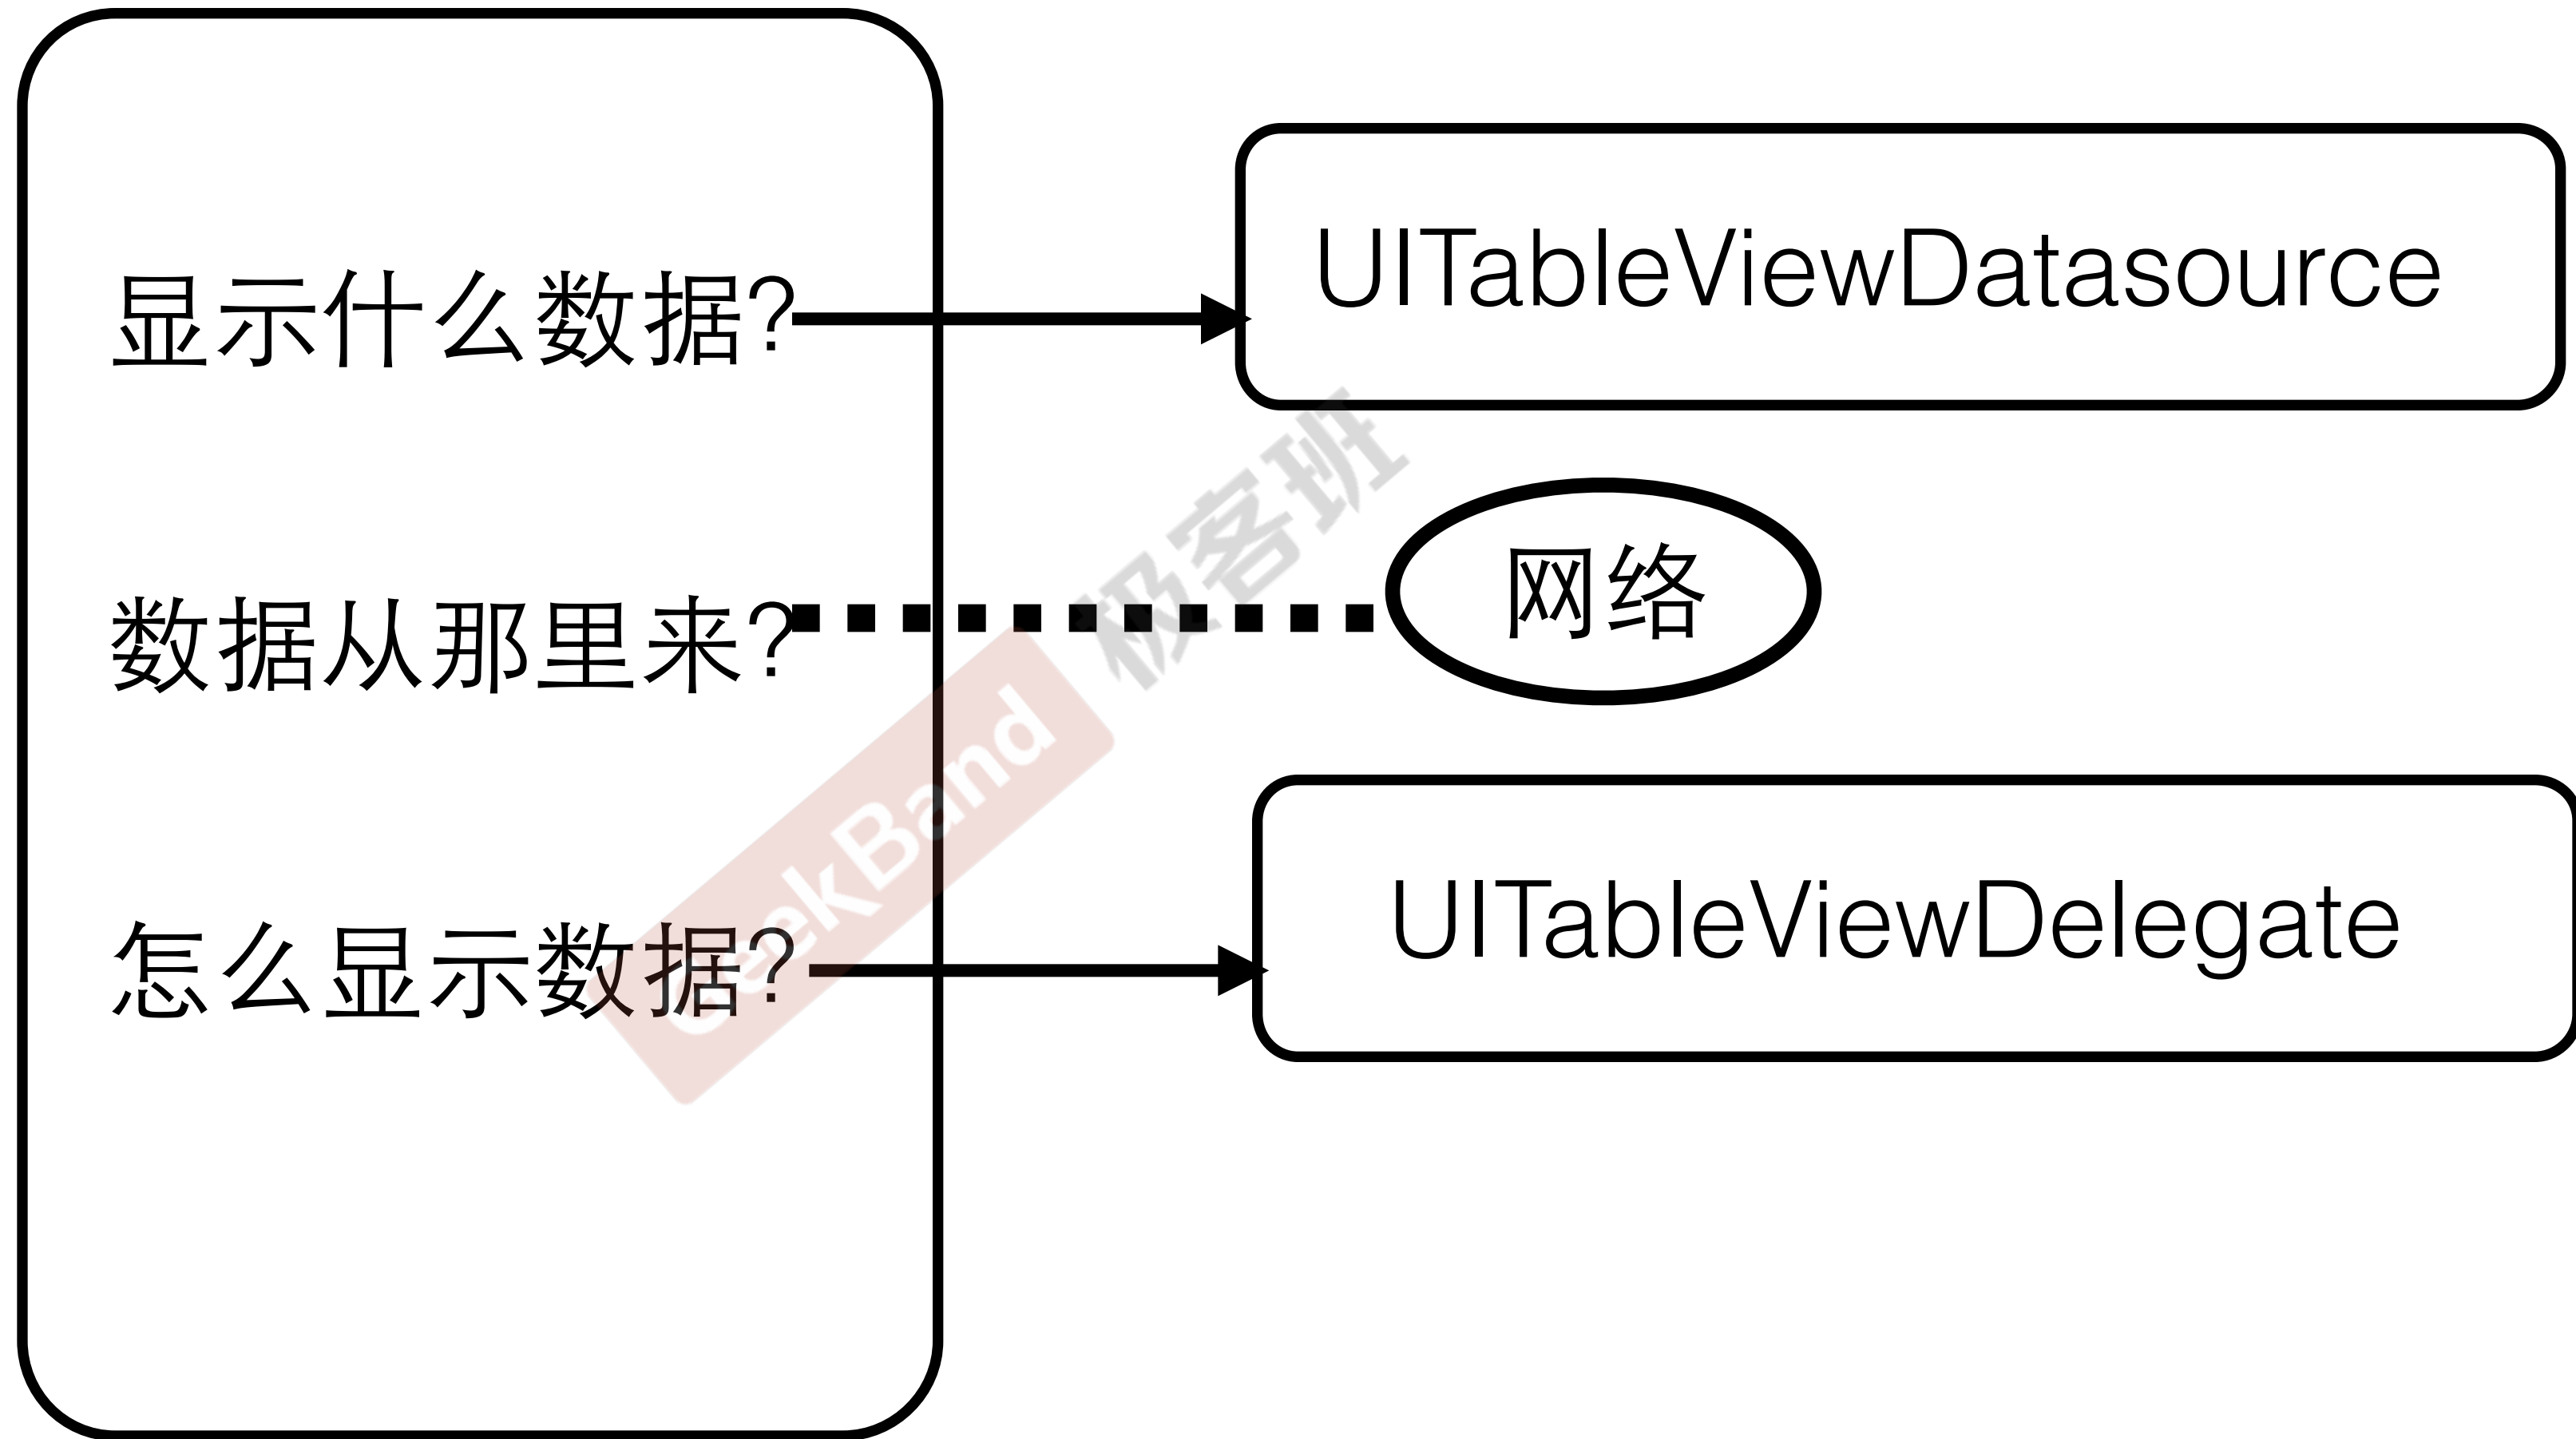 显示什么数据?
UITableViewDatasource
数据从那里来?
网络
怎么显示数据?
UITableViewDelegate
GeekBand 极客班